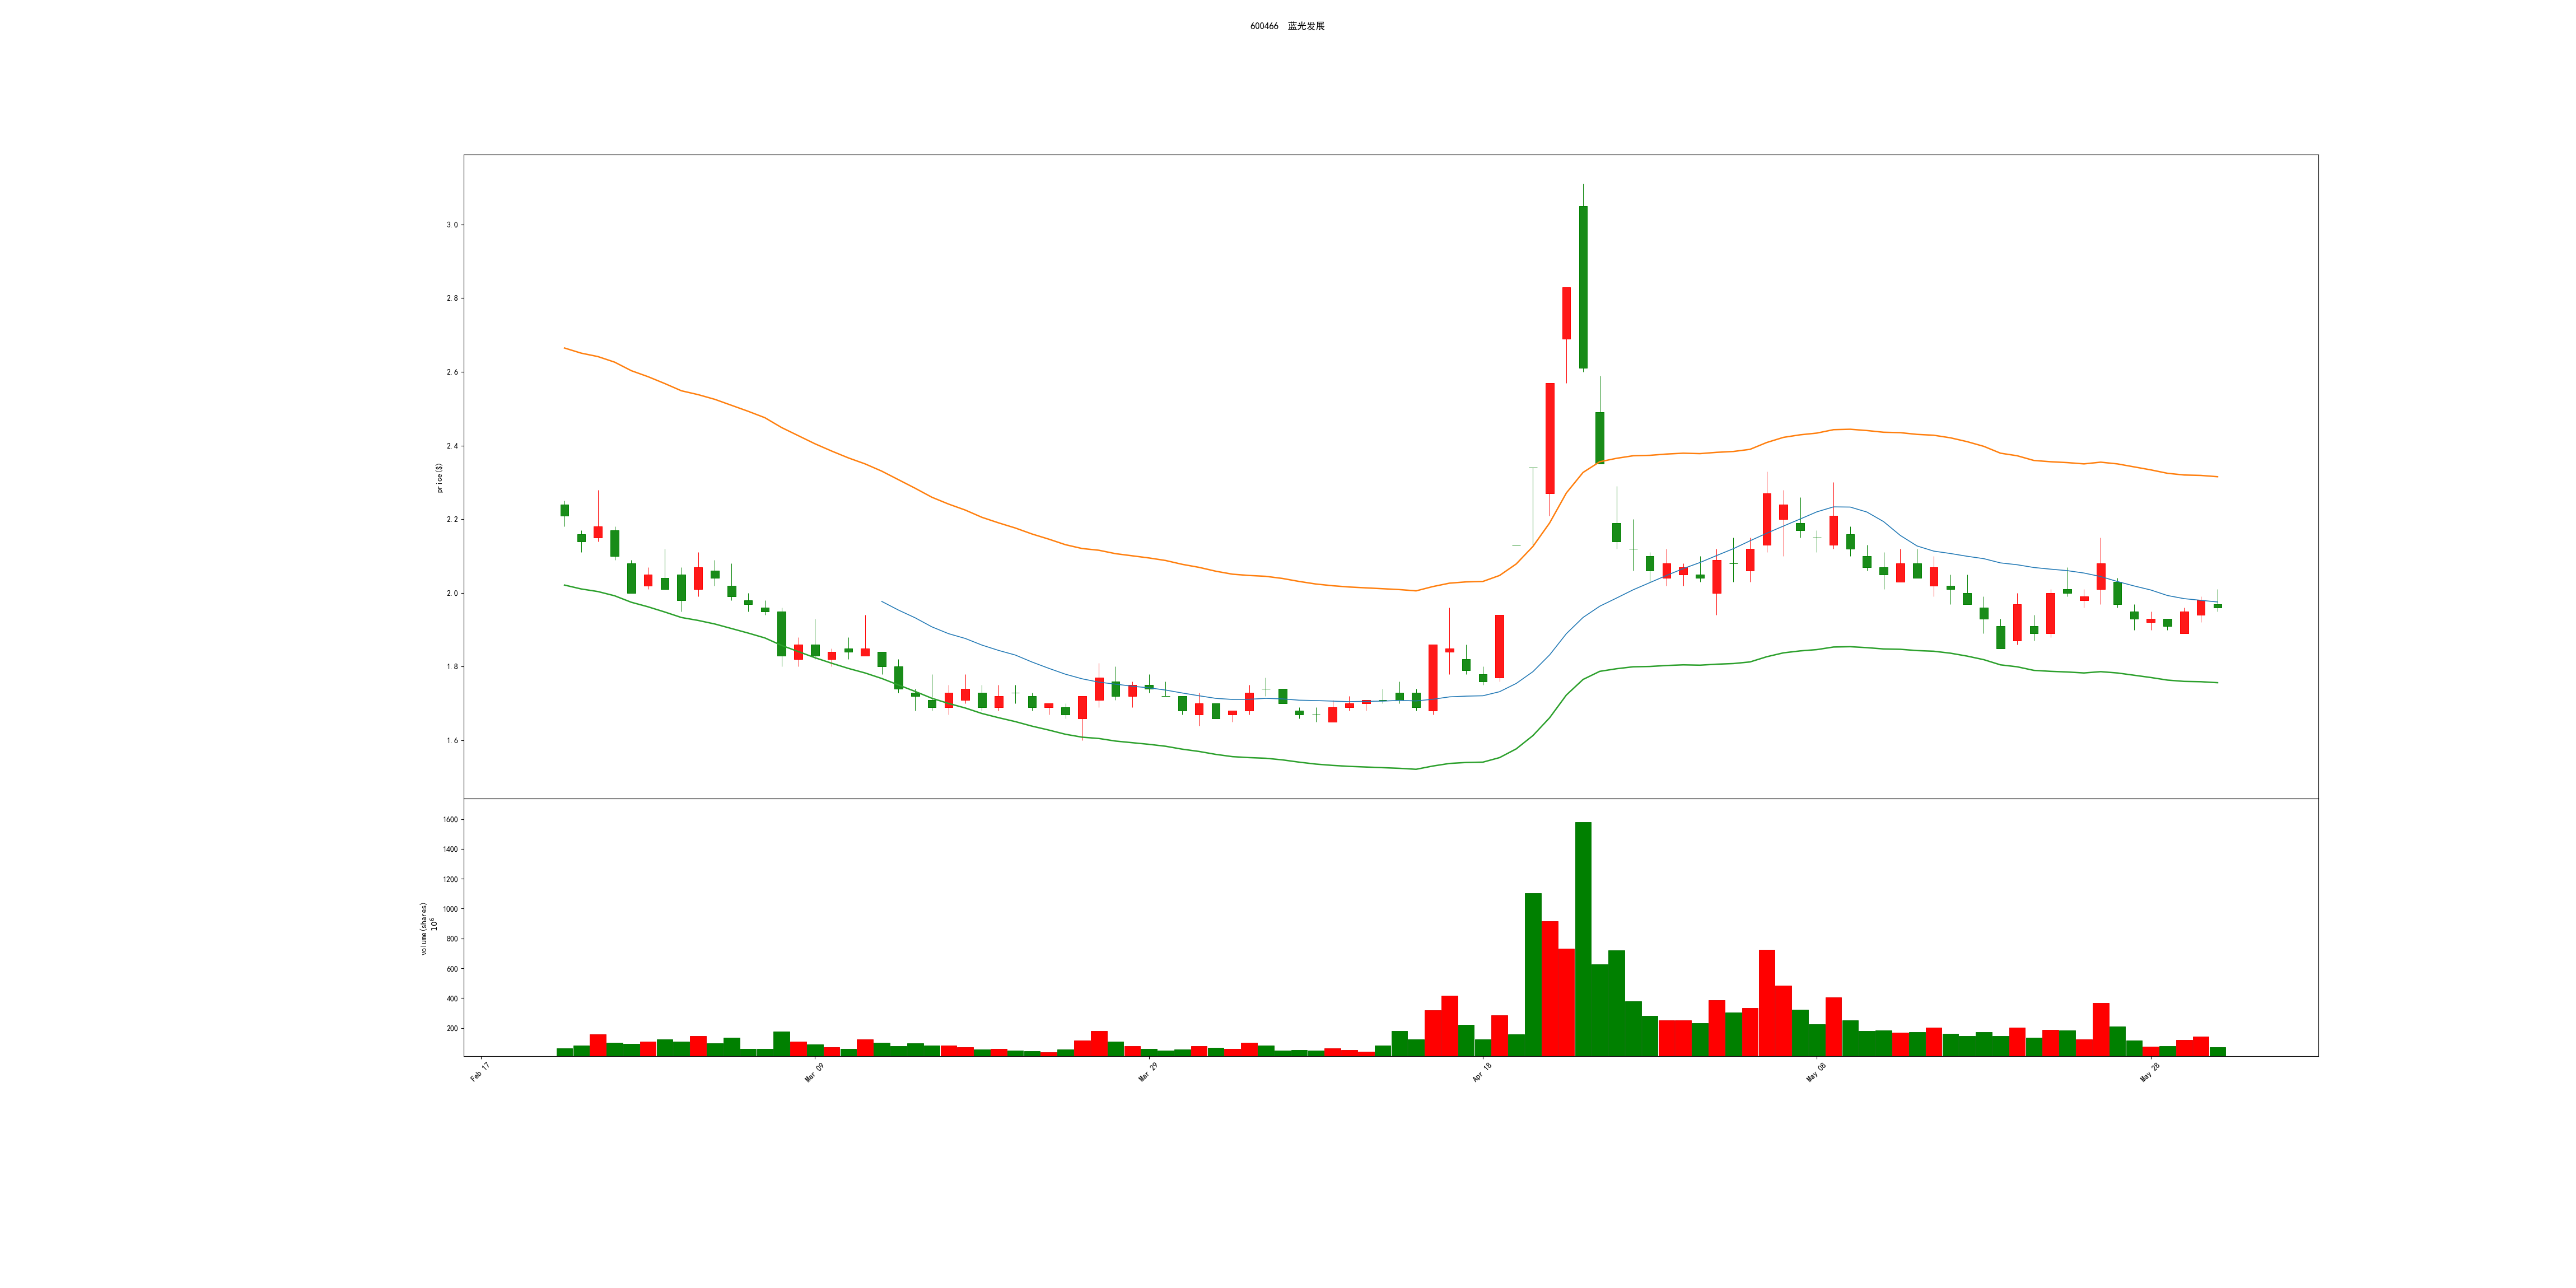 600466 蓝光发展
3.0
2.8
2.6
2.4
2.2
2.0
1.8
1.6
price($)
1600
1400
1200
1000
800
600
400
200
volume(shares)
10⁶
Feb 17
Mar 09
Mar 29
Apr 18
May 08
May 28